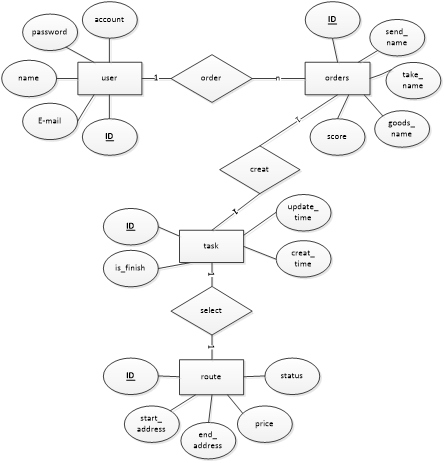 account
password
ID
send_
name
name
user
1
order
n
orders
take_
name
E-mail
ID
score
goods_
name
1
creat
1
ID
update_
time
task
is_finish
creat_
time
1
select
1
ID
route
status
start_
address
end_
address
price